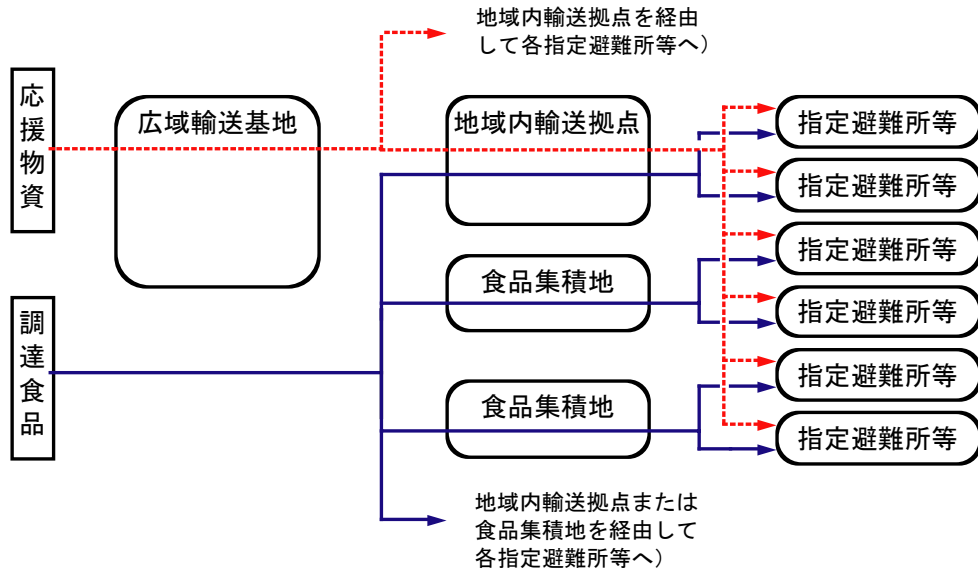 地域内輸送拠点を経由
して各指定避難所等へ）
応援物資
広域輸送基地
地域内輸送拠点
指定避難所等
指定避難所等
指定避難所等
食品集積地
指定避難所等
調達食品
指定避難所等
食品集積地
指定避難所等
地域内輸送拠点または
食品集積地を経由して
各指定避難所等へ）